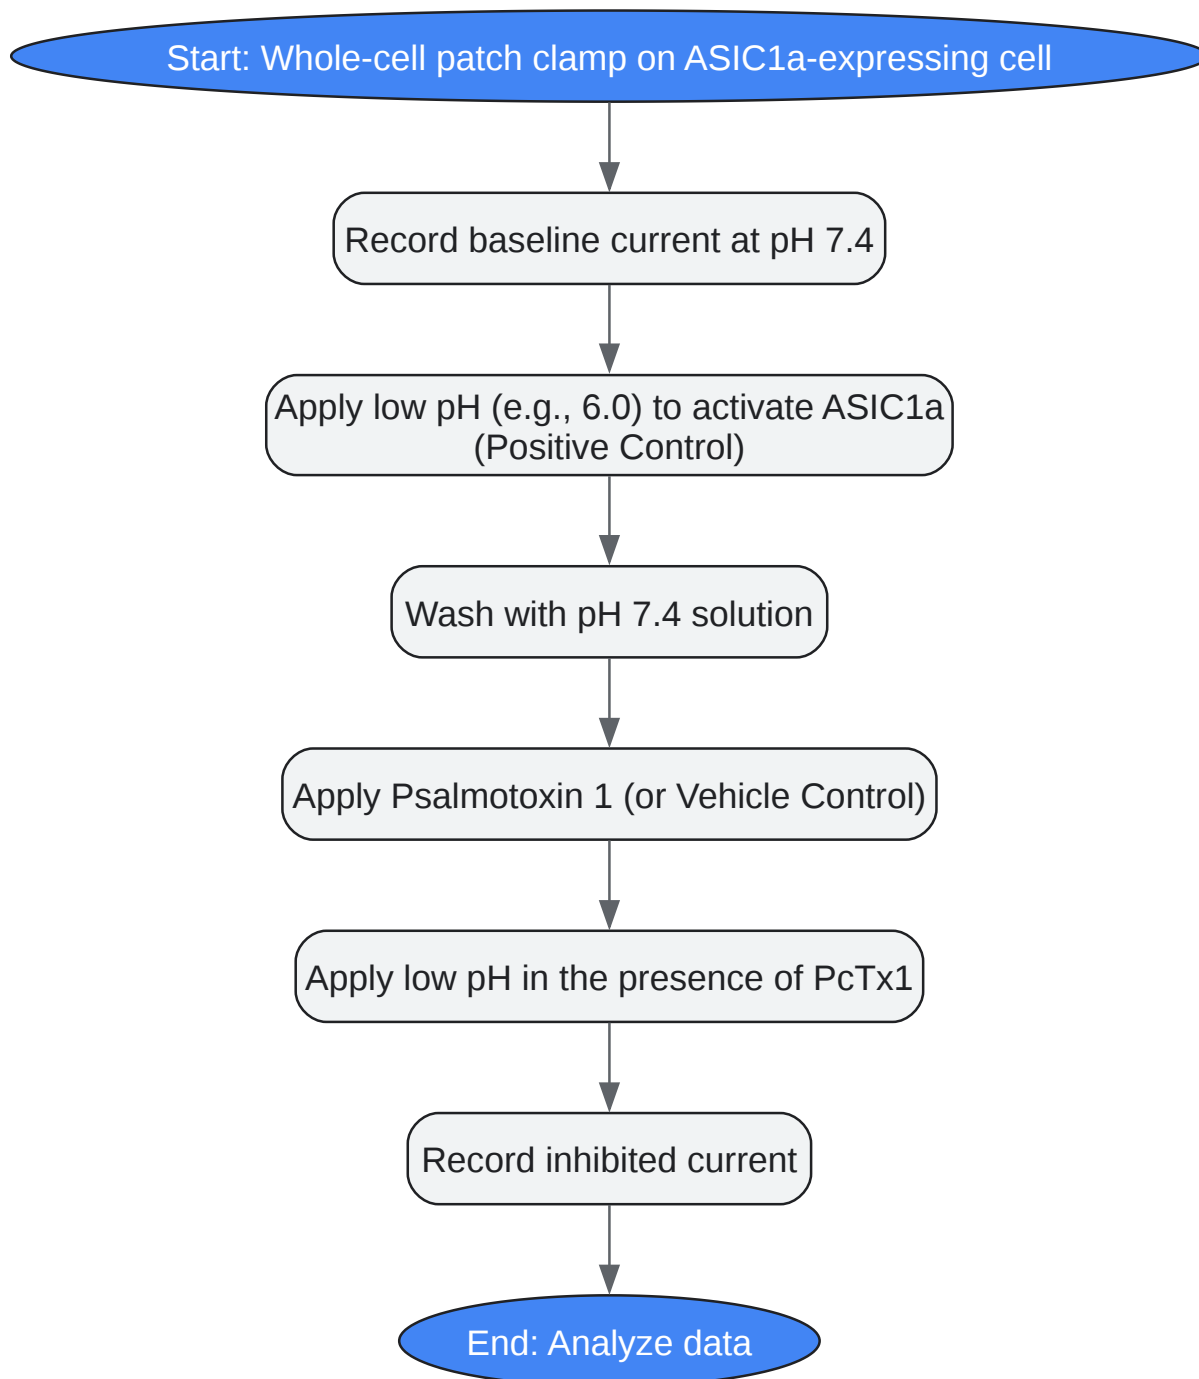 Start: Whole-cell patch clamp on ASIC1a-expressing cell
Record baseline current at pH 7.4
Apply low pH (e.g., 6.0) to activate ASIC1a
(Positive Control)
Wash with pH 7.4 solution
Apply Psalmotoxin 1 (or Vehicle Control)
Apply low pH in the presence of PcTx1
Record inhibited current
End: Analyze data